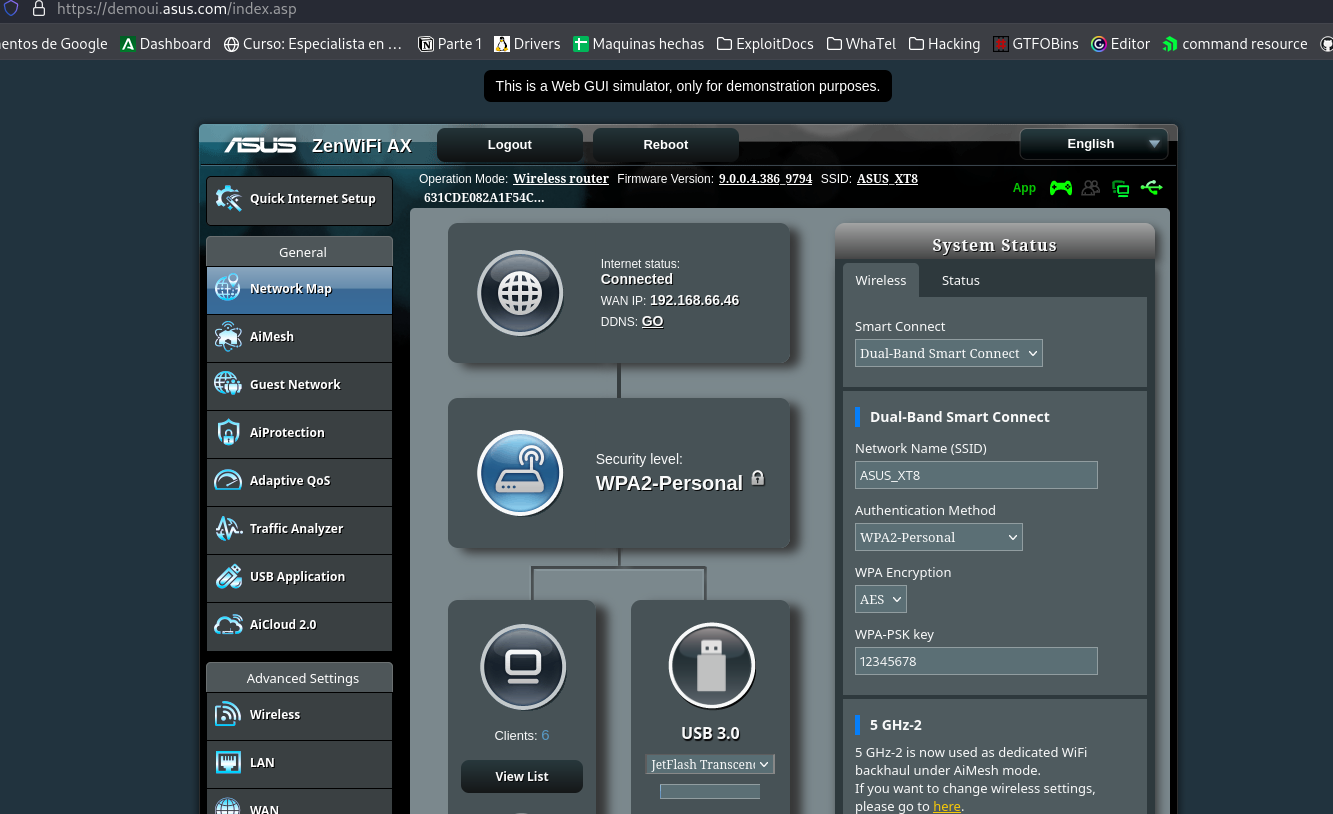 https://demoui.asus.com/index.asp
entos de Google Dashboard Curso: Especialista en ... Parte 1 Drivers Maquinas hechas ExploitDocs WhaTel Hacking GTFOBins Editor command resource
This is a Web GUI simulator, only for demonstration purposes.
ASUS ZenWiFi AX Logout Reboot English
Operation Mode: Wireless router Firmware Version: 9.0.0.4.386_9794 SSID: ASUS_XT8
631CDE082A1F54C...
App
Quick Internet Setup
General
Network Map
AiMesh
Guest Network
AiProtection
Adaptive QoS
Traffic Analyzer
USB Application
AiCloud 2.0
Advanced Settings
Wireless
LAN
WAN
Internet status:
Connected
WAN IP: 192.168.66.46
DDNS: GO
Security level:
WPA2-Personal
Clients: 6
View List
USB 3.0
JetFlash Transcen
System Status
Wireless Status
Smart Connect
Dual-Band Smart Connect
Dual-Band Smart Connect
Network Name (SSID)
ASUS_XT8
Authentication Method
WPA2-Personal
WPA Encryption
AES
WPA-PSK key
12345678
5 GHz-2
5 GHz-2 is now used as dedicated WiFi
backhaul under AiMesh mode.
If you want to change wireless settings,
please go to here.